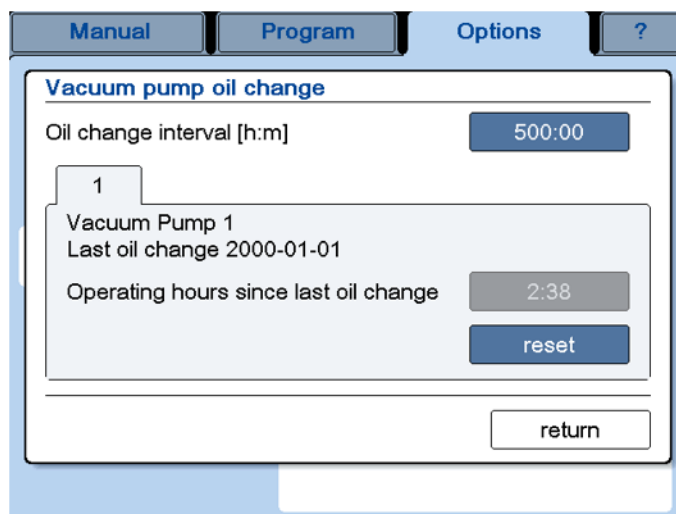 Manual Program Options ?
Vacuum pump oil change
Oil change interval [h:m] 500:00
1
Vacuum Pump 1
Last oil change 2000-01-01
Operating hours since last oil change 2:38
reset
return